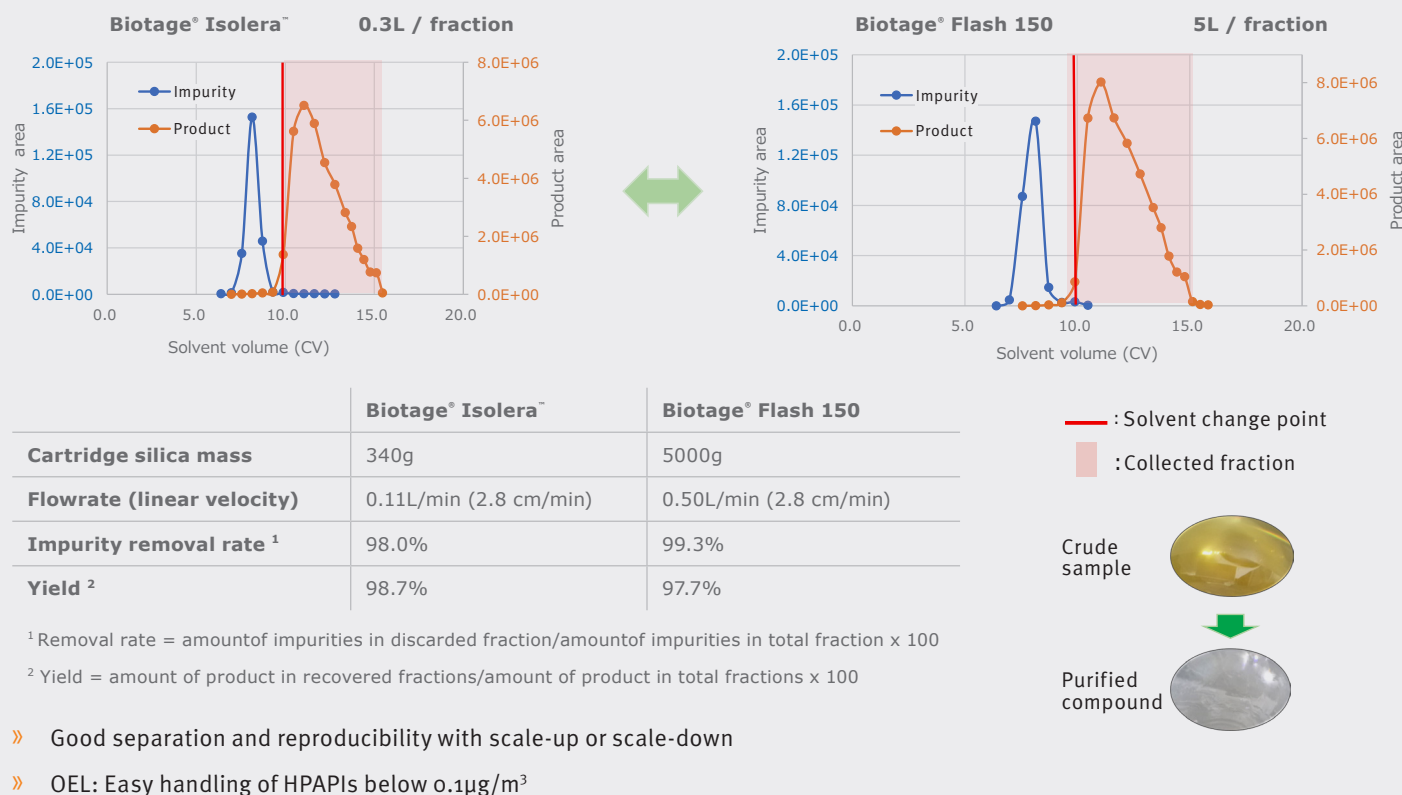 Biotage® Isolera™ 0.3L / fraction
Impurity area
2.0E+05
1.6E+05
1.2E+05
8.0E+04
4.0E+04
0.0E+00
Impurity
Product
8.0E+06
6.0E+06
4.0E+06
2.0E+06
0.0E+00
Product area
0.0 5.0 10.0 15.0 20.0
Solvent volume (CV)
Biotage® Flash 150 5L / fraction
Impurity area
2.0E+05
1.6E+05
1.2E+05
8.0E+04
4.0E+04
0.0E+00
Impurity
Product
8.0E+06
6.0E+06
4.0E+06
2.0E+06
0.0E+00
Product area
0.0 5.0 10.0 15.0 20.0
Solvent volume (CV)
Biotage® Isolera™ Biotage® Flash 150
Cartridge silica mass 340g 5000g
Flowrate (linear velocity) 0.11L/min (2.8 cm/min) 0.50L/min (2.8 cm/min)
Impurity removal rate ¹ 98.0% 99.3%
Yield ² 98.7% 97.7%
¹ Removal rate = amountof impurities in discarded fraction/amountof impurities in total fraction x 100
² Yield = amount of product in recovered fractions/amount of product in total fractions x 100
: Solvent change point
: Collected fraction
Crude
sample
Purified
compound
» Good separation and reproducibility with scale-up or scale-down
» OEL: Easy handling of HPAPIs below 0.1µg/m³